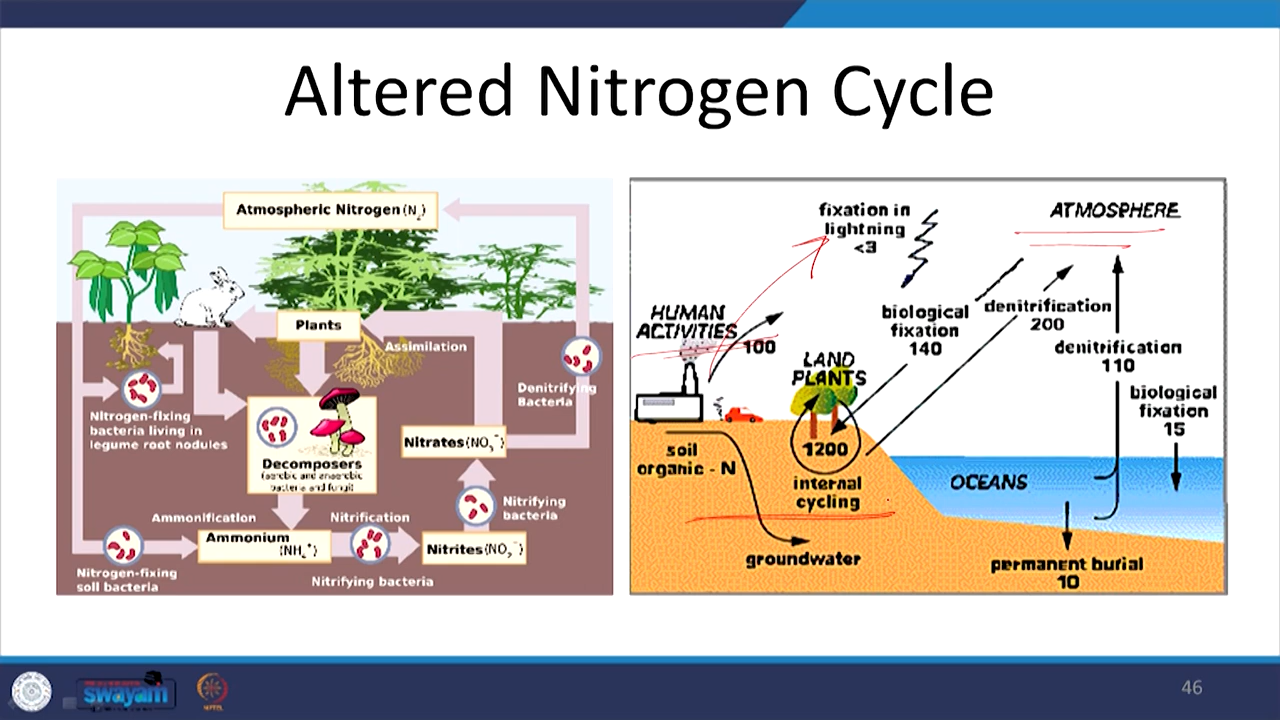 Altered Nitrogen Cycle
Atmospheric Nitrogen (N₂)
Plants
Assimilation
Denitrifying
Bacteria
Nitrogen-fixing
bacteria living in
legume root nodules
Decomposers
(aerobic and anaerobic
bacteria and fungi)
Nitrates (NO₃⁻)
Nitrifying
bacteria
Ammonification
Nitrification
Ammonium
(NH₄⁺)
Nitrites (NO₂⁻)
Nitrogen-fixing
soil bacteria
Nitrifying bacteria
fixation in
lightning
<3
ATMOSPHERE
HUMAN
ACTIVITIES
100
biological
fixation
140
denitrification
200
denitrification
110
LAND
PLANTS
biological
fixation
15
soil
organic - N
1200
internal
cycling
OCEANS
groundwater
permanent burial
10
swayam
46